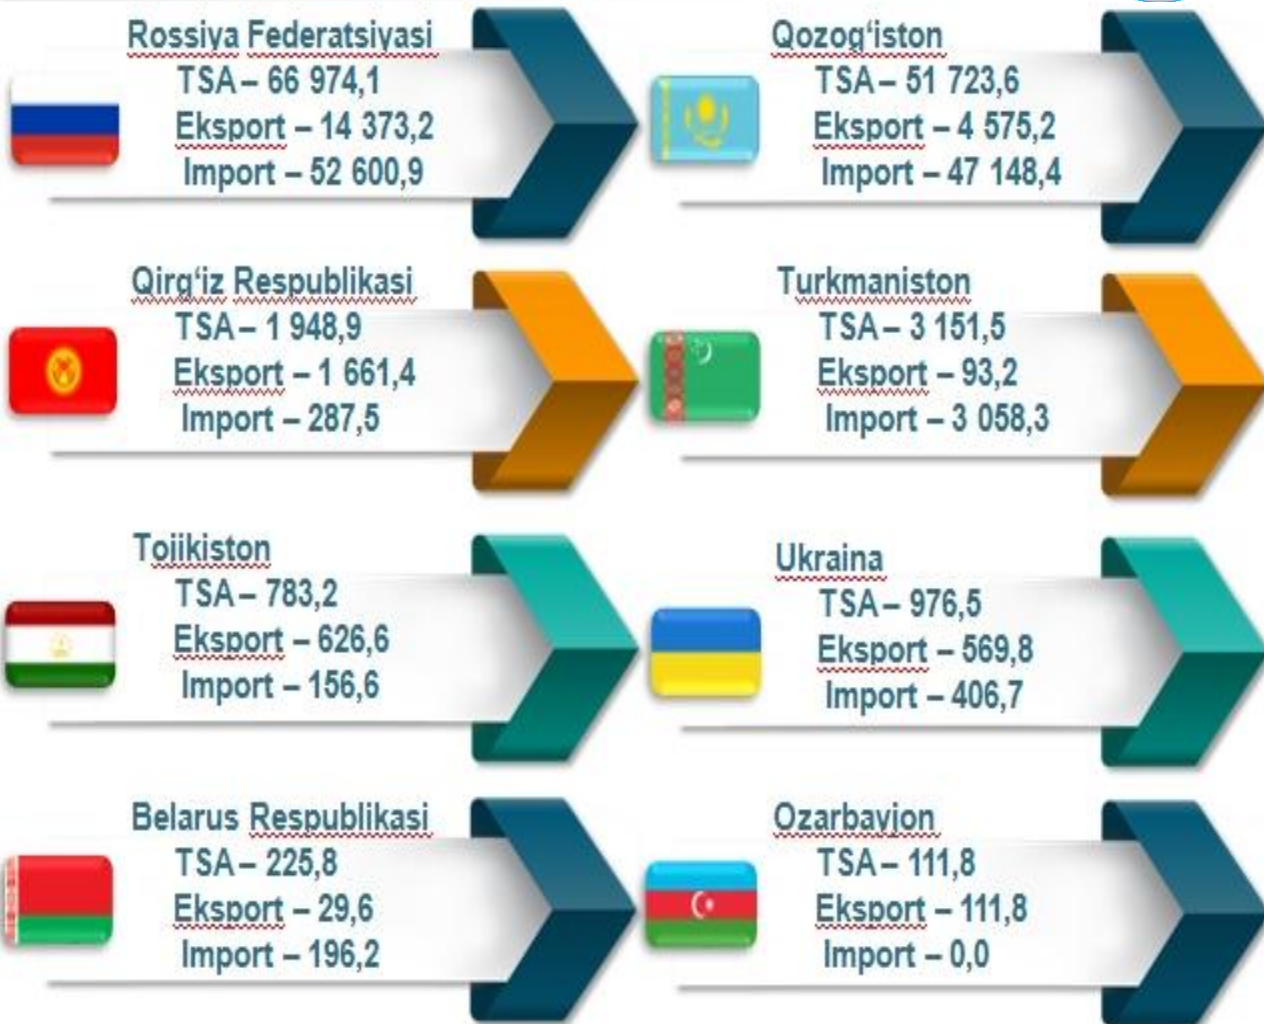 Rossiya Federatsiyasi
TSA – 66 974,1
Eksport – 14 373,2
Import – 52 600,9
Qozog‘iston
TSA – 51 723,6
Eksport – 4 575,2
Import – 47 148,4
Qirg‘iz Respublikasi
TSA – 1 948,9
Eksport – 1 661,4
Import – 287,5
Turkmaniston
TSA – 3 151,5
Eksport – 93,2
Import – 3 058,3
Tojikiston
TSA – 783,2
Eksport – 626,6
Import – 156,6
Ukraina
TSA – 976,5
Eksport – 569,8
Import – 406,7
Belarus Respublikasi
TSA – 225,8
Eksport – 29,6
Import – 196,2
Ozarbayjon
TSA – 111,8
Eksport – 111,8
Import – 0,0